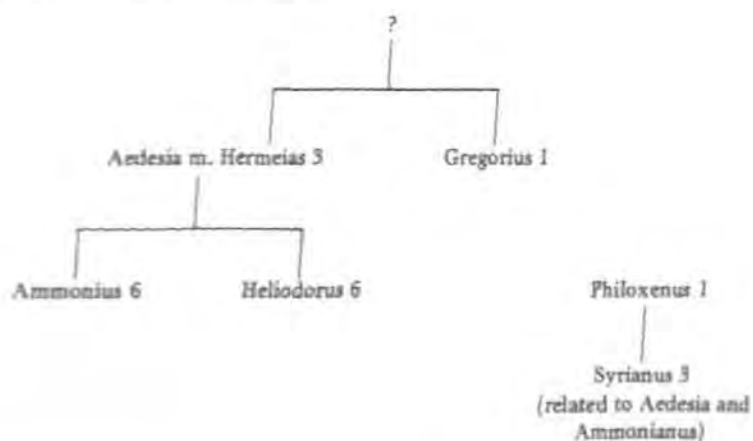 ?
Aedesia m. Hermeias 3
Gregorius 1
Ammonius 6
Heliodorus 6
Philoxenus 1
Syrianus 3
(related to Aedesia and
Ammonianus)